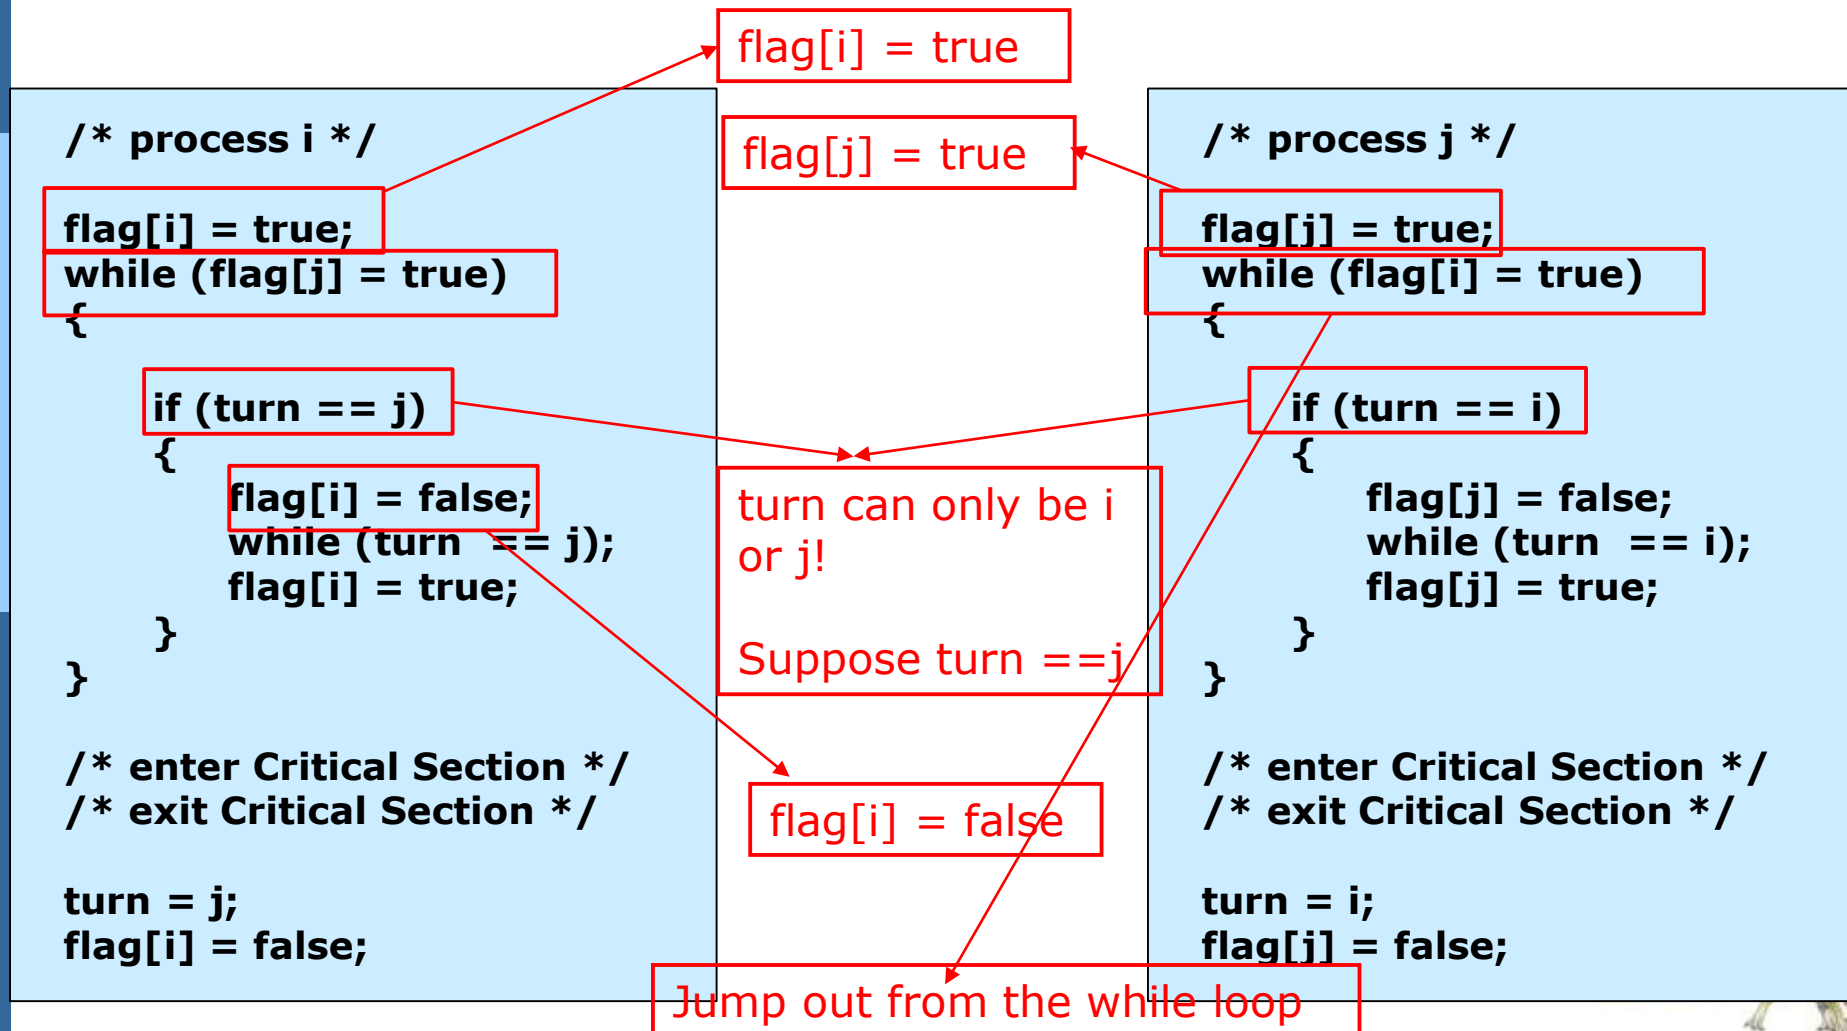 flag[i] = true
flag[j] = true
/* process i */
flag[i] = true;
while (flag[j] = true)
{
if (turn == j)
{
flag[i] = false;
while (turn  == j);
flag[i] = true;
}
}
/* enter Critical Section */
/* exit Critical Section */
turn = j;
flag[i] = false;
turn can only be i
or j!
Suppose turn ==j
flag[i] = false
Jump out from the while loop
/* process j */
flag[j] = true;
while (flag[i] = true)
{
if (turn == i)
{
flag[j] = false;
while (turn  == i);
flag[j] = true;
}
}
/* enter Critical Section */
/* exit Critical Section */
turn = i;
flag[j] = false;